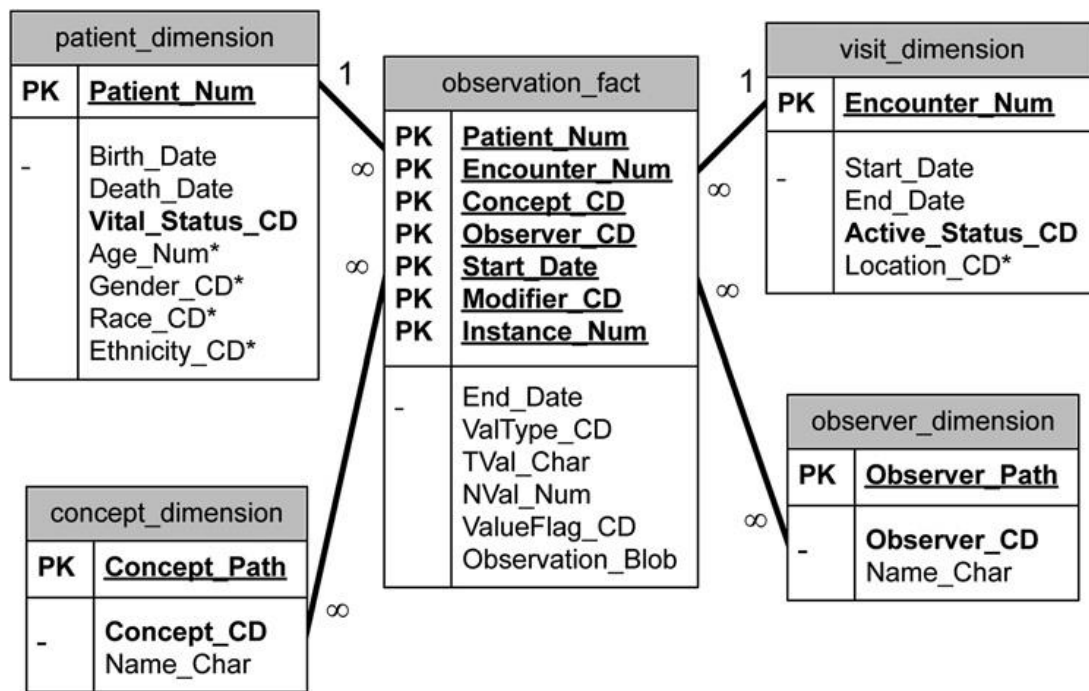 patient_dimension
PK Patient_Num
- Birth_Date
Death_Date
Vital_Status_CD
Age_Num*
Gender_CD*
Race_CD*
Ethnicity_CD*
1
∞
observation_fact
PK Patient_Num
PK Encounter_Num
PK Concept_CD
PK Observer_CD
PK Start_Date
PK Modifier_CD
PK Instance_Num
- End_Date
ValType_CD
TVal_Char
NVal_Num
ValueFlag_CD
Observation_Blob
1
∞
visit_dimension
PK Encounter_Num
- Start_Date
End_Date
Active_Status_CD
Location_CD*
∞
∞
concept_dimension
PK Concept_Path
- Concept_CD
Name_Char
∞
∞
observer_dimension
PK Observer_Path
- Observer_CD
Name_Char